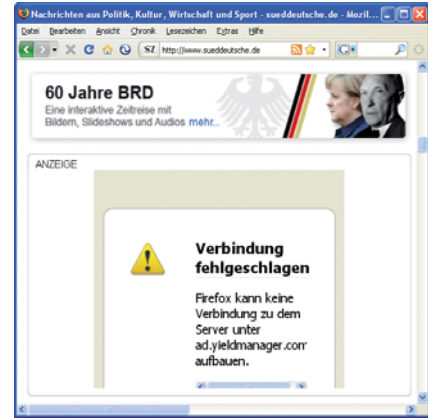 Nachrichten aus Politik, Kultur, Wirtschaft und Sport - sueddeutsche.de - Mozil...
Datei Bearbeiten Ansicht Chronik Lesezeichen Extras Hilfe
SZ http://www.sueddeutsche.de
60 Jahre BRD
Eine interaktive Zeitreise mit
Bildern, Slideshows und Audios mehr...
ANZEIGE
Verbindung
fehlgeschlagen
Firefox kann keine
Verbindung zu dem
Server unter
ad.yieldmanager.com
aufbauen.